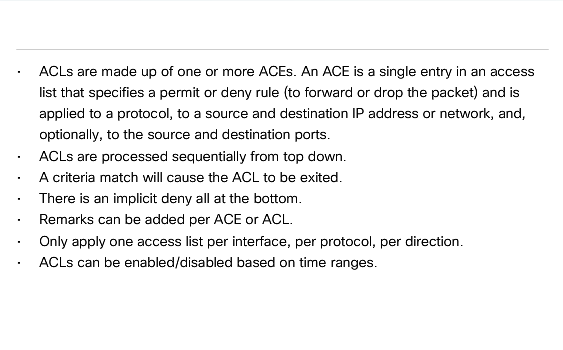 · ACLs are made up of one or more ACEs. An ACE is a single entry in an access
list that specifies a permit or deny rule (to forward or drop the packet) and is
applied to a protocol, to a source and destination IP address or network, and,
optionally, to the source and destination ports.
· ACLs are processed sequentially from top down.
· A criteria match will cause the ACL to be exited.
· There is an implicit deny all at the bottom.
· Remarks can be added per ACE or ACL.
· Only apply one access list per interface, per protocol, per direction.
· ACLs can be enabled/disabled based on time ranges.